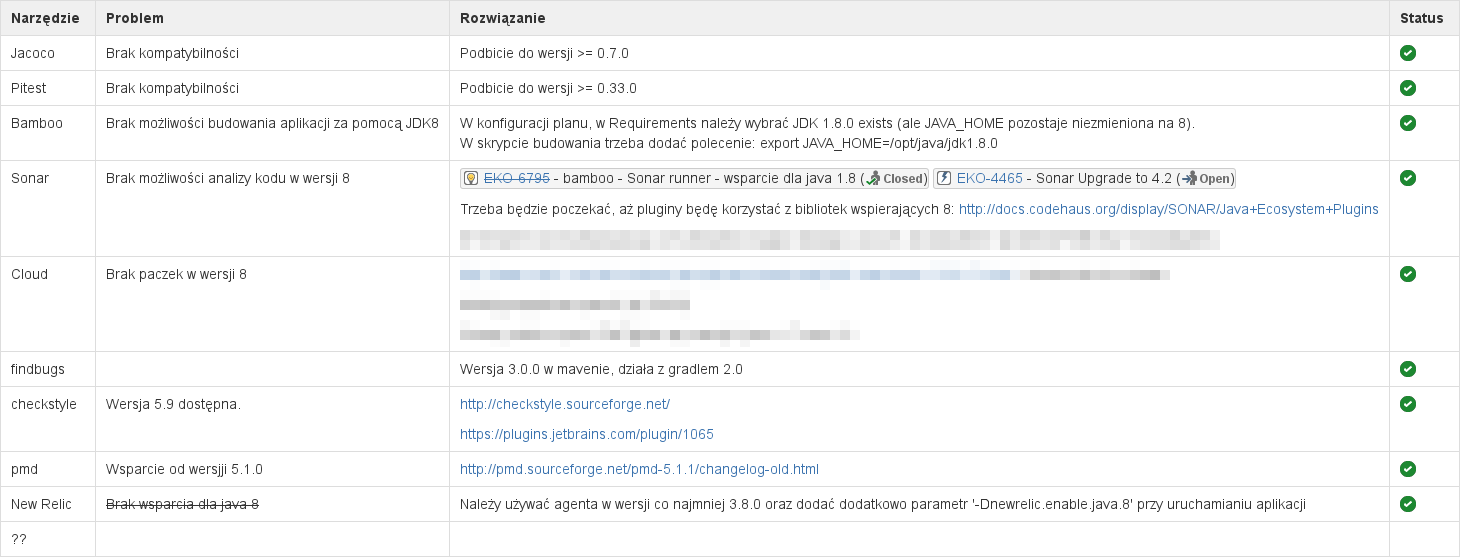 Narzędzie Problem Rozwiązanie Status
Jacoco Brak kompatybilności Podbicie do wersji >= 0.7.0
Pitest Brak kompatybilności Podbicie do wersji >= 0.33.0
Bamboo Brak możliwości budowania aplikacji za pomocą JDK8 W konfiguracji planu, w Requirements należy wybrać JDK 1.8.0 exists (ale JAVA_HOME pozostaje niezmieniona na 8).
W skrypcie budowania trzeba dodać polecenie: export JAVA_HOME=/opt/java/jdk1.8.0
Sonar Brak możliwości analizy kodu w wersji 8 EKO-6795 - bamboo - Sonar runner - wsparcie dla java 1.8 (Closed) EKO-4465 - Sonar Upgrade to 4.2 (Open)
Trzeba będzie poczekać, aż pluginy będę korzystać z bibliotek wspierających 8: http://docs.codehaus.org/display/SONAR/Java+Ecosystem+Plugins
Cloud Brak paczek w wersji 8
findbugs Wersja 3.0.0 w mavenie, działa z gradlem 2.0
checkstyle Wersja 5.9 dostępna. http://checkstyle.sourceforge.net/
https://plugins.jetbrains.com/plugin/1065
pmd Wsparcie od wersjji 5.1.0 http://pmd.sourceforge.net/pmd-5.1.1/changelog-old.html
New Relic Brak wsparcia dla java 8 Należy używać agenta w wersji co najmniej 3.8.0 oraz dodać dodatkowo parametr '-Dnewrelic.enable.java.8' przy uruchamianiu aplikacji
??